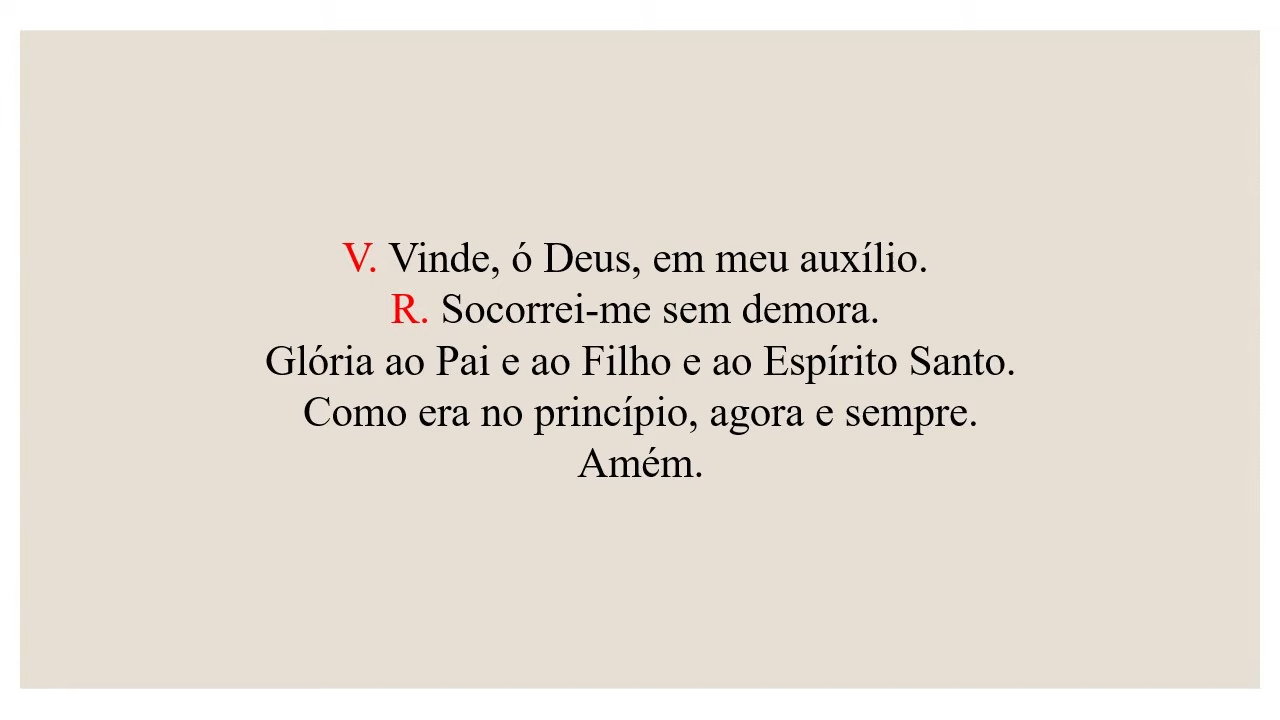 V. Vinde, ó Deus, em meu auxílio.
R. Socorrei-me sem demora.
Glória ao Pai e ao Filho e ao Espírito Santo.
Como era no princípio, agora e sempre.
Amém.